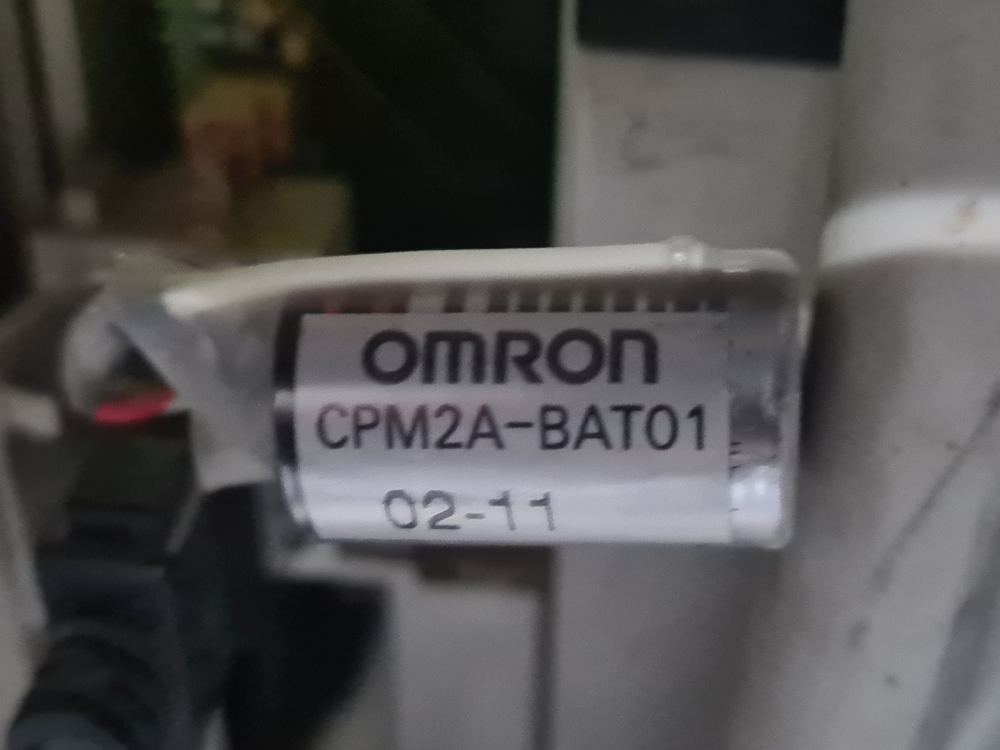 OMRON
CPM2A-BAT01
02-11